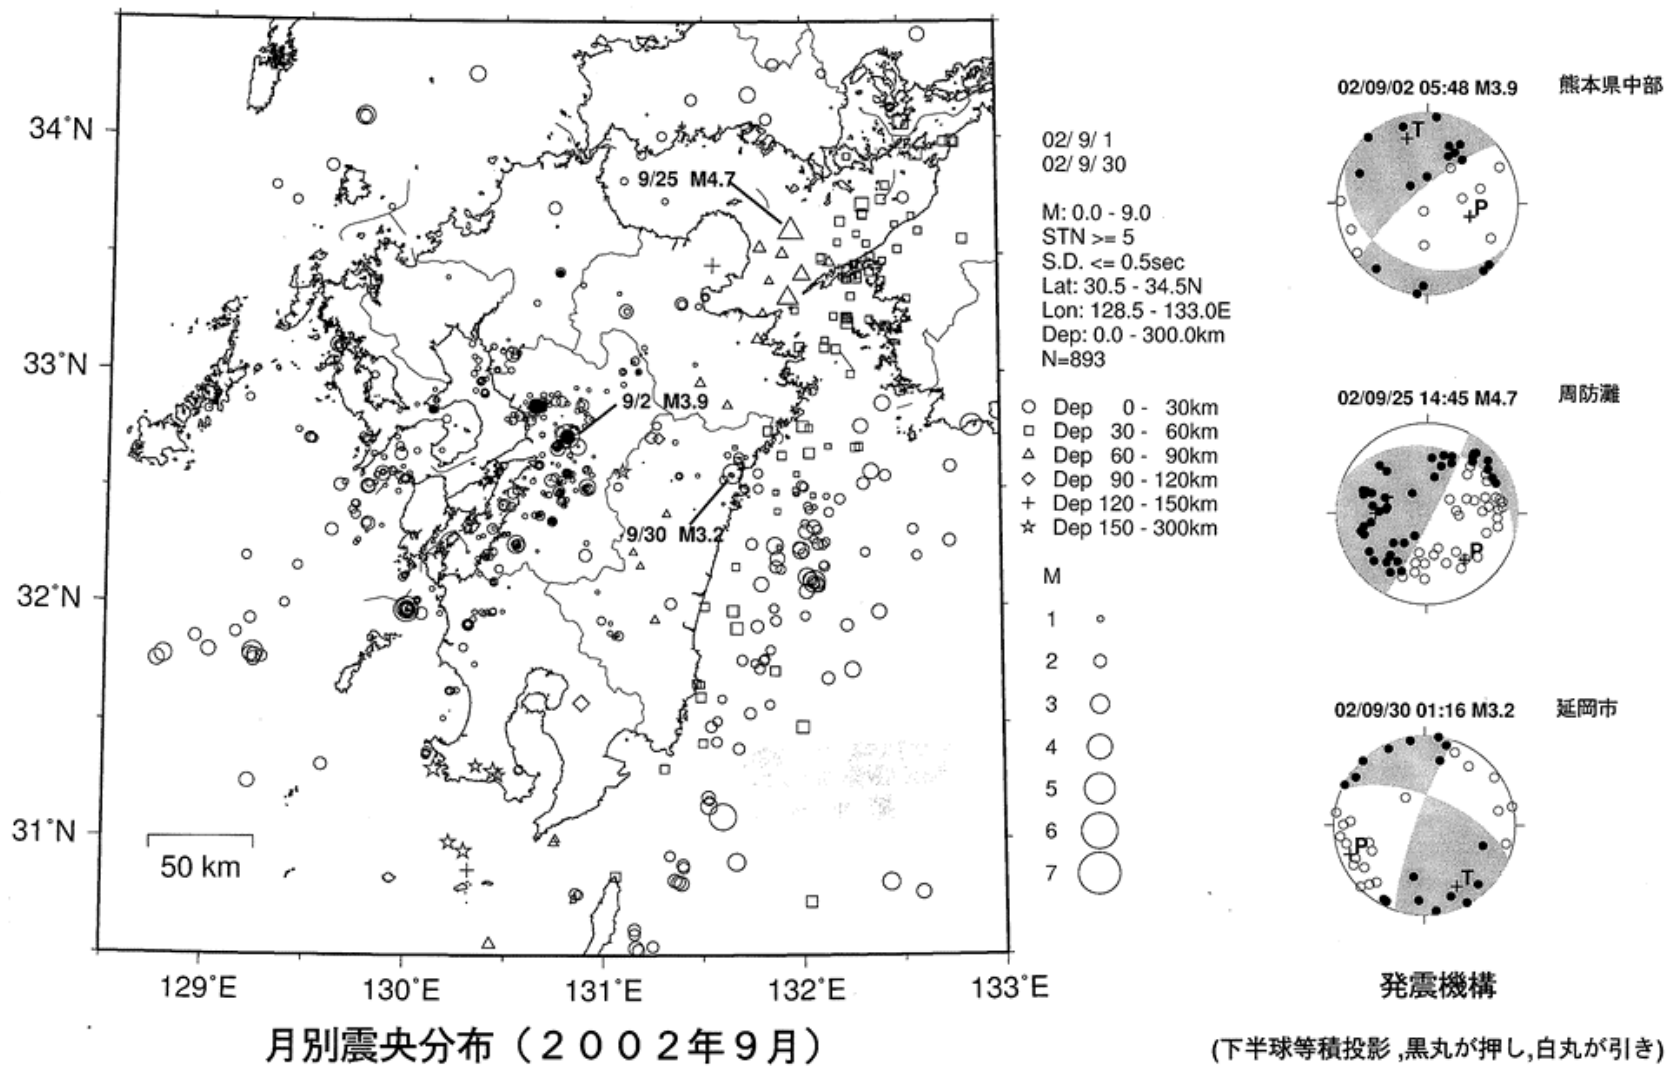 34°N
33°N
32°N
31°N
129°E
130°E
131°E
132°E
133°E
9/25 M4.7
9/2 M3.9
9/30 M3.2
50 km
月別震央分布（２００２年９月）
02/ 9/ 1
02/ 9/ 30
M: 0.0 - 9.0
STN >= 5
S.D. <= 0.5sec
Lat: 30.5 - 34.5N
Lon: 128.5 - 133.0E
Dep: 0.0 - 300.0km
N=893
Dep 0 - 30km
Dep 30 - 60km
Dep 60 - 90km
Dep 90 - 120km
Dep 120 - 150km
Dep 150 - 300km
M
1
2
3
4
5
6
7
02/09/02 05:48 M3.9 熊本県中部
T
P
02/09/25 14:45 M4.7 周防灘
P
02/09/30 01:16 M3.2 延岡市
P
T
発震機構
(下半球等積投影 ,黒丸が押し,白丸が引き)